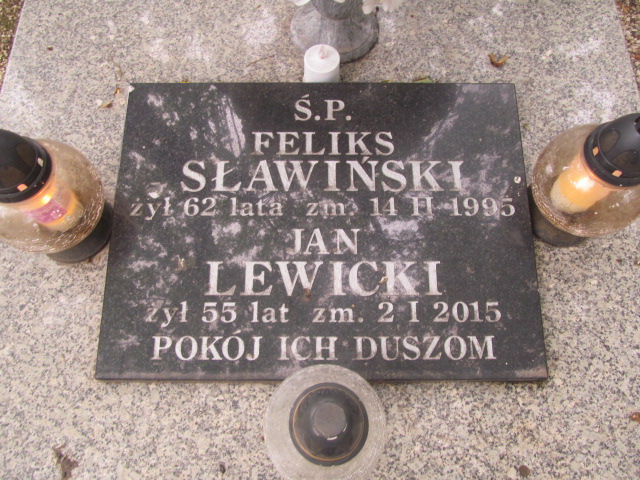 Ś.P.
FELIKS
SŁAWIŃSKI
żył 62 lata zm. 14 II 1995
JAN
LEWICKI
żył 55 lat zm. 2 I 2015
POKÓJ ICH DUSZOM